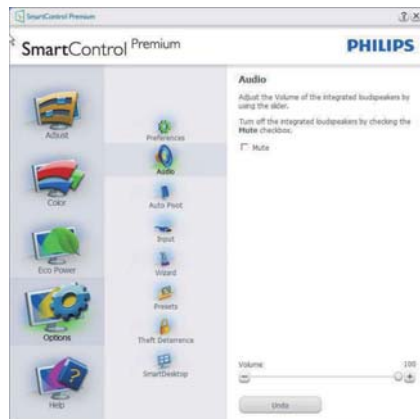 SmartControl Premium
SmartControl Premium
PHILIPS
Adjust
Color
Eco Power
Options
Help
Preferences
Audio
Auto Pivot
Input
Wizard
Presets
Theft Deterrence
SmartDesktop
Audio
Adjust the Volume of the integrated loudspeakers by
using the slider.
Turn off the integrated loudspeakers by checking the
Mute checkbox.
Mute
Volume
100
Undo